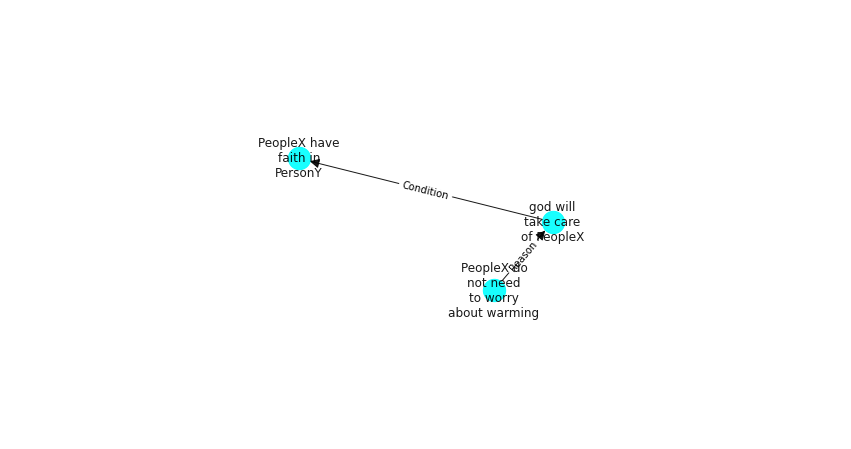 PeopleX have
faith in
PersonY
Condition
god will
take care
of PeopleX
Reason
PeopleX do
not need
to worry
about warming